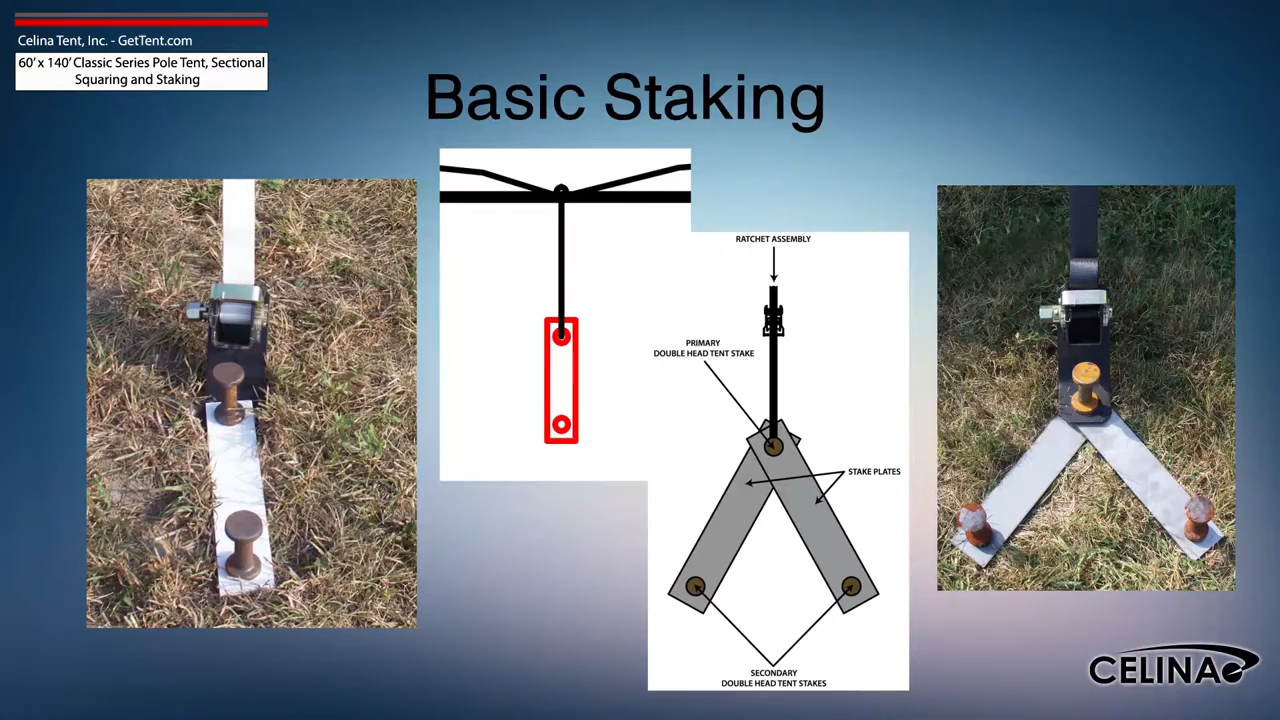 Celina Tent, Inc. - GetTent.com
60’ x 140’ Classic Series Pole Tent, Sectional
Squaring and Staking
Basic Staking
RATCHET ASSEMBLY
PRIMARY
DOUBLE HEAD TENT STAKE
STAKE PLATES
SECONDARY
DOUBLE HEAD TENT STAKES
CELINA